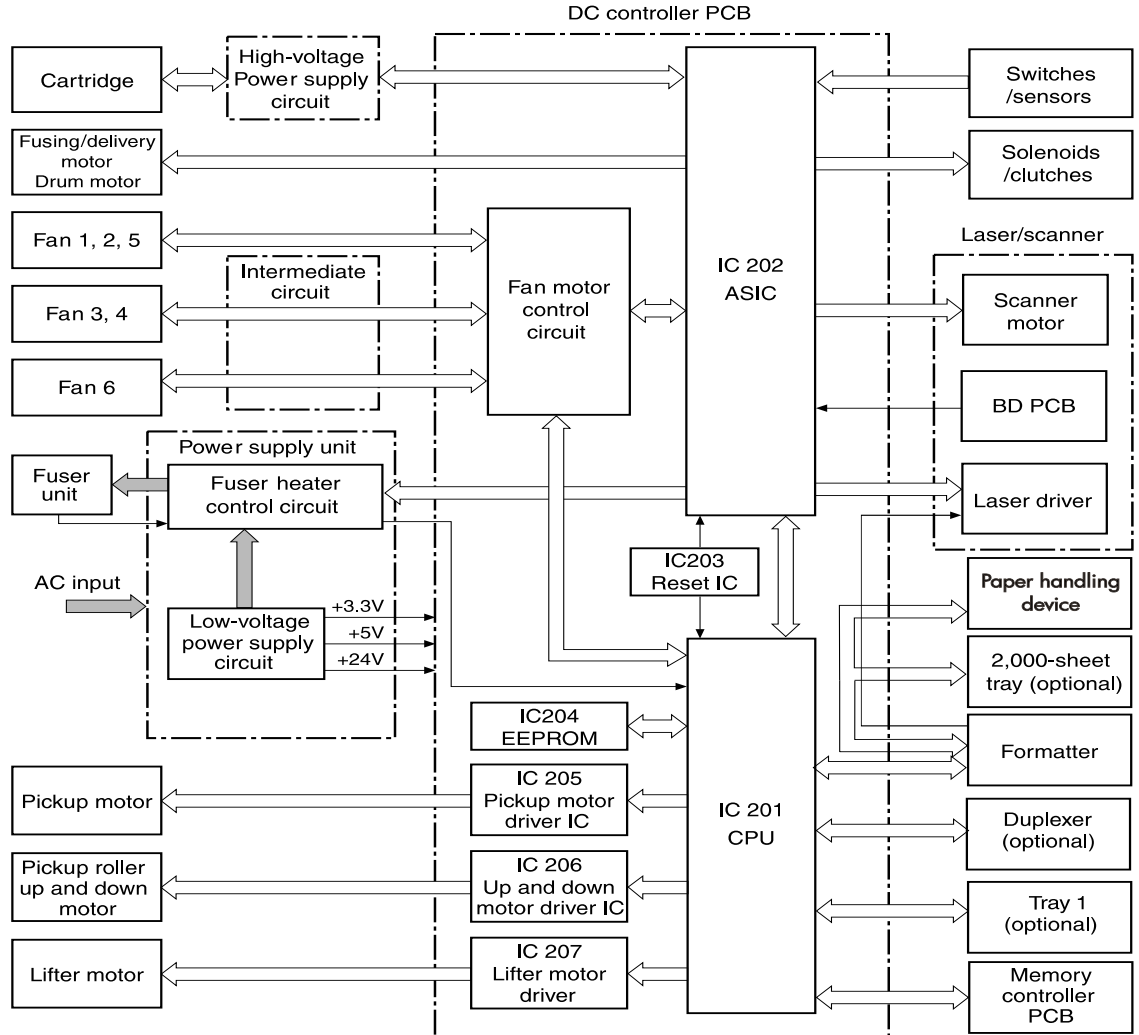 DC controller PCB
Cartridge
High-voltage
Power supply
circuit
Switches
/sensors
Fusing/delivery
motor
Drum motor
Solenoids
/clutches
Fan 1, 2, 5
Intermediate
circuit
Fan 3, 4
Fan 6
Fan motor
control
circuit
IC 202
ASIC
Laser/scanner
Scanner
motor
BD PCB
Laser driver
Power supply unit
Fuser
unit
Fuser heater
control circuit
AC input
Low-voltage
power supply
circuit
+3.3V
+5V
+24V
IC203
Reset IC
Paper handling
device
2,000-sheet
tray (optional)
Formatter
IC204
EEPROM
Pickup motor
IC 205
Pickup motor
driver IC
IC 201
CPU
Duplexer
(optional)
Pickup roller
up and down
motor
IC 206
Up and down
motor driver IC
Tray 1
(optional)
Lifter motor
IC 207
Lifter motor
driver
Memory
controller
PCB